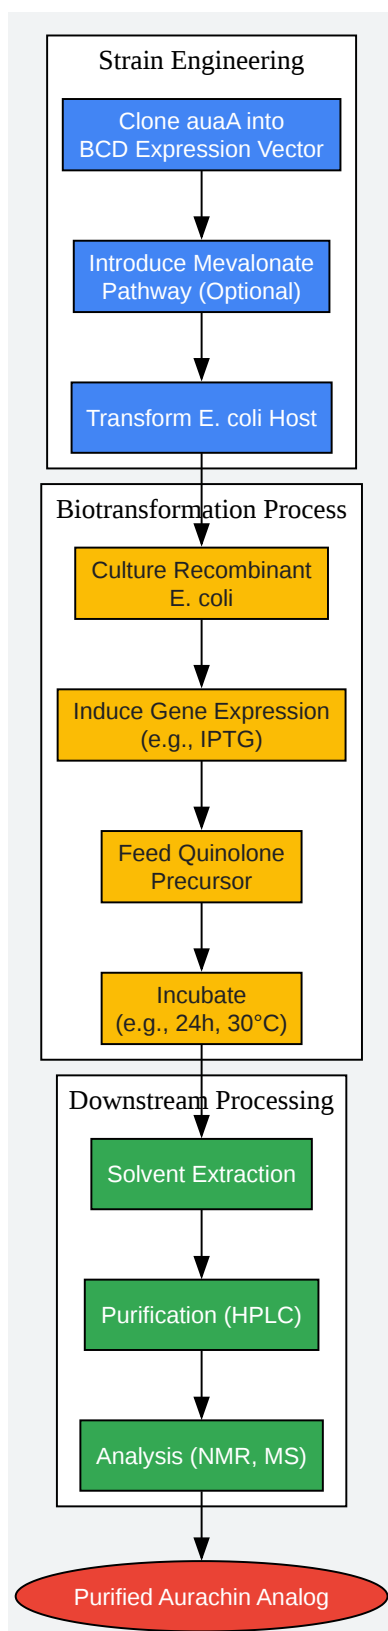 Strain Engineering
Clone auaA into
BCD Expression Vector
Introduce Mevalonate
Pathway (Optional)
Transform E. coli Host
Biotransformation Process
Culture Recombinant
E. coli
Induce Gene Expression
(e.g., IPTG)
Feed Quinolone
Precursor
Incubate
(e.g., 24h, 30°C)
Downstream Processing
Solvent Extraction
Purification (HPLC)
Analysis (NMR, MS)
Purified Aurachin Analog